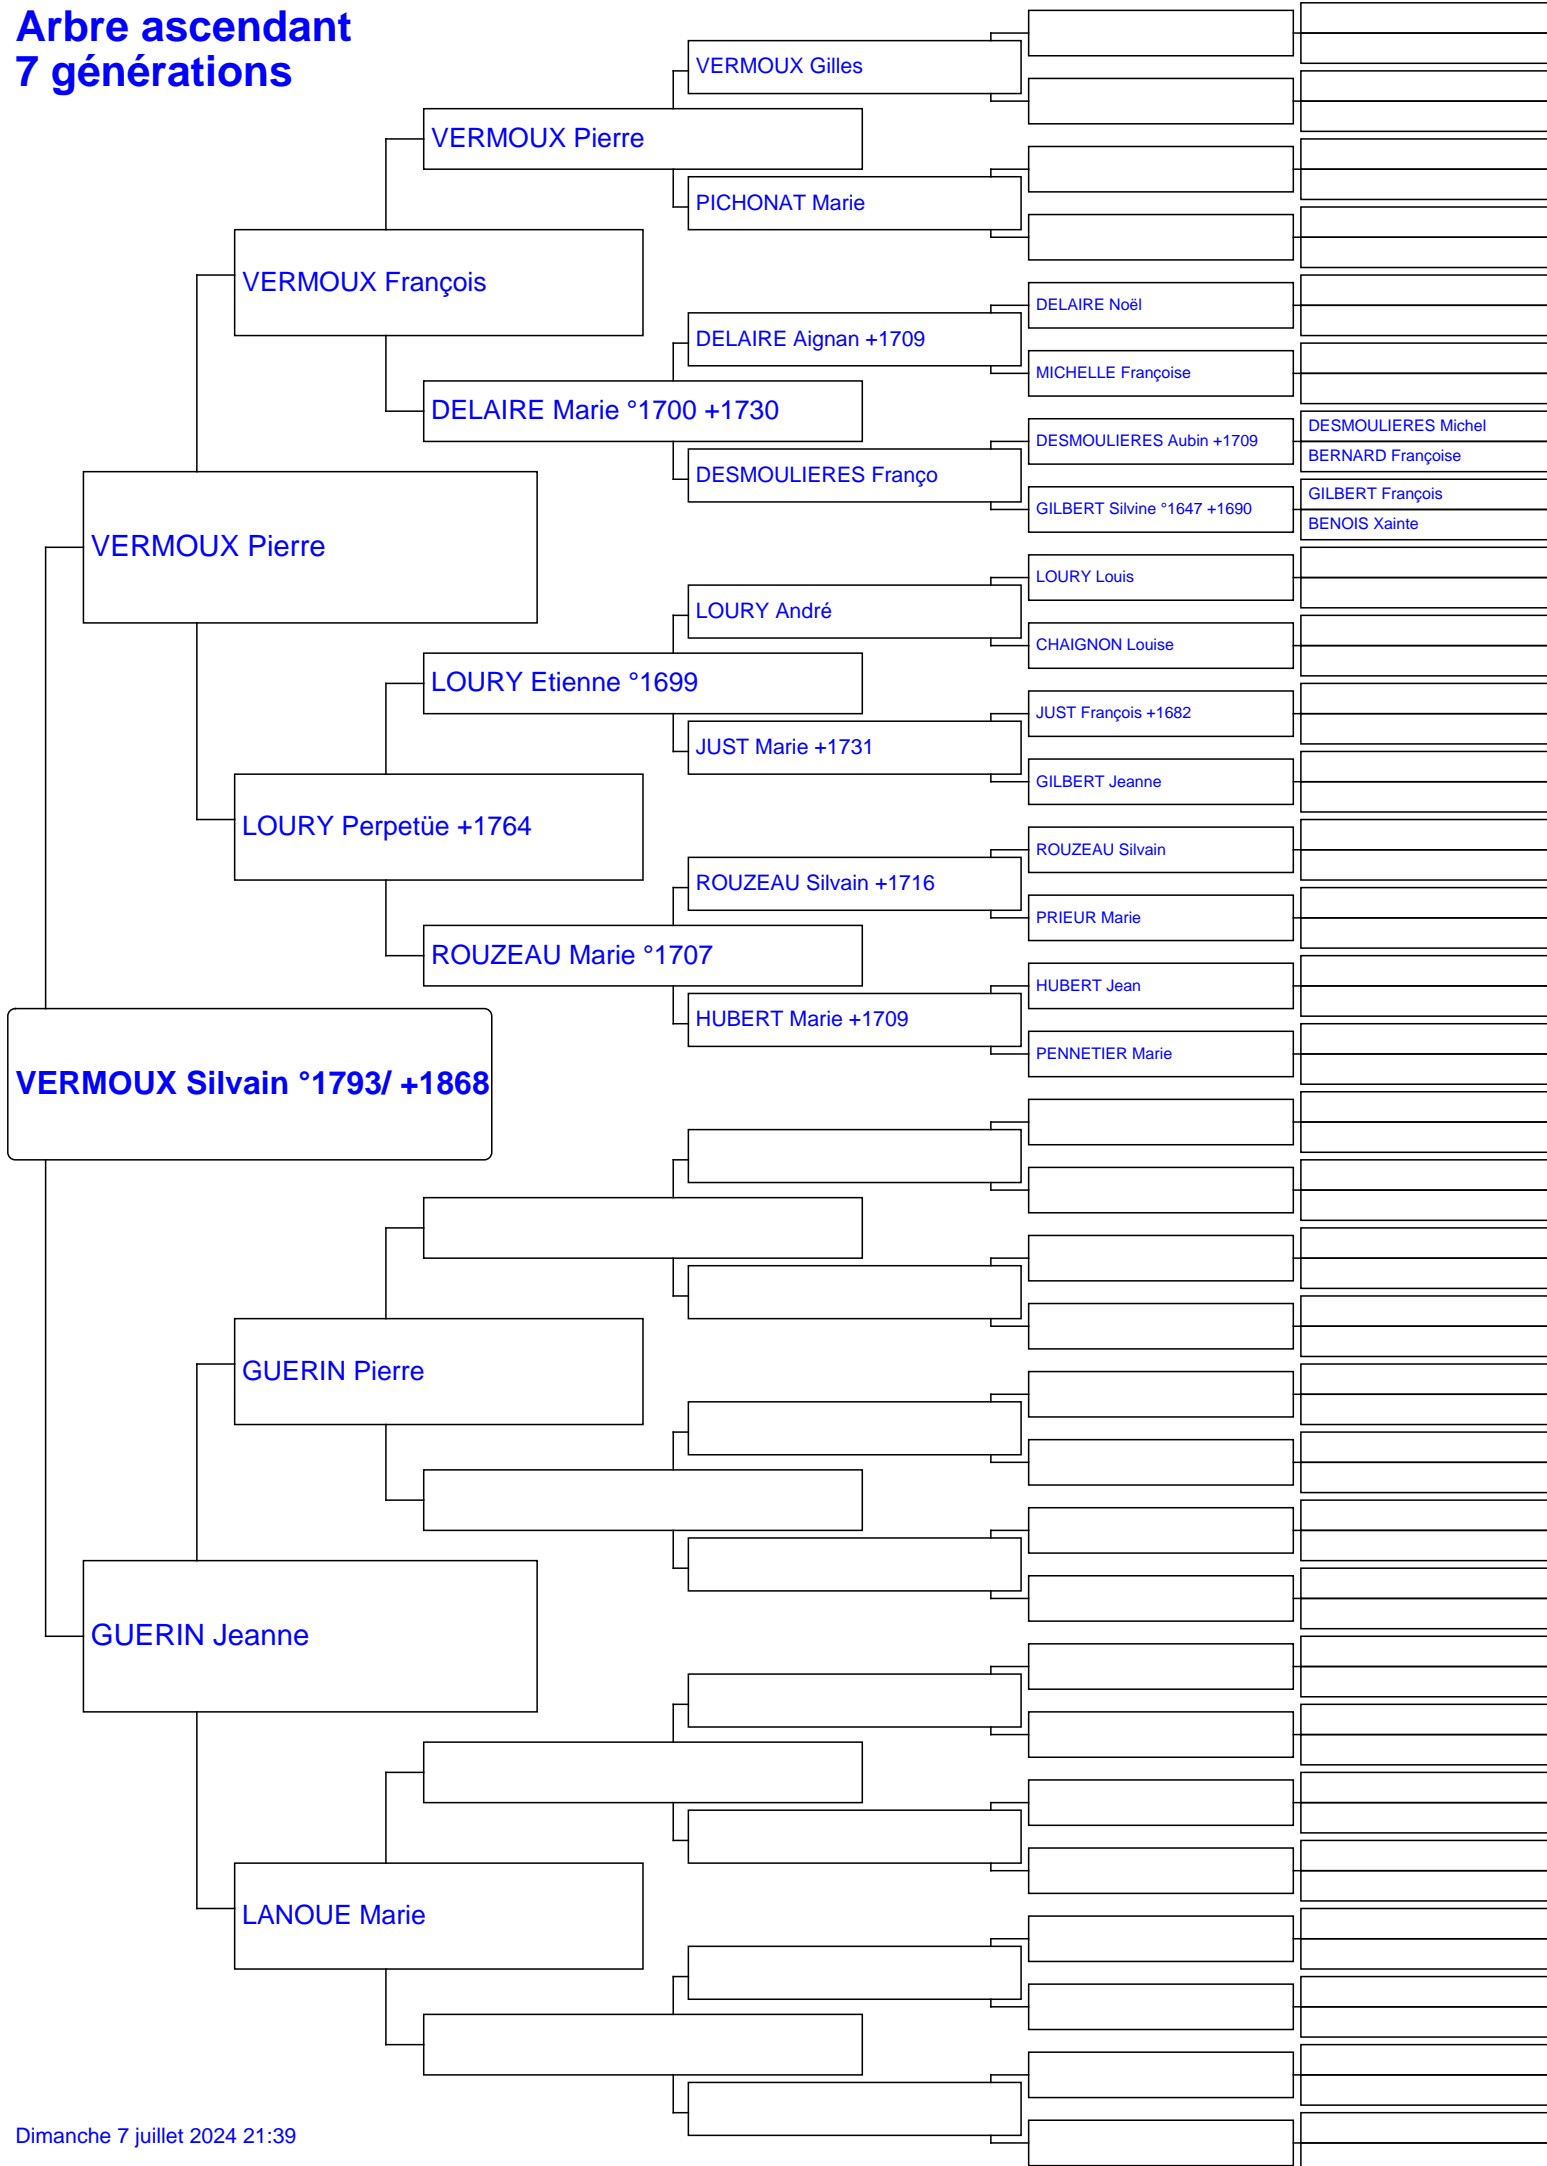 Arbre ascendant
7 générations
VERMOUX Gilles
VERMOUX Pierre
PICHONAT Marie
VERMOUX François
DELAIRE Noël
DELAIRE Aignan +1709
MICHELLE Françoise
DELAIRE Marie °1700 +1730
DESMOULIERES Michel
DESMOULIERES Aubin +1709
BERNARD Françoise
DESMOULIERES Franço
GILBERT François
GILBERT Silvine °1647 +1690
BENOIS Xainte
VERMOUX Pierre
LOURY Louis
LOURY André
CHAIGNON Louise
LOURY Etienne °1699
JUST François +1682
JUST Marie +1731
GILBERT Jeanne
LOURY Perpetüe +1764
ROUZEAU Silvain
ROUZEAU Silvain +1716
PRIEUR Marie
ROUZEAU Marie °1707
HUBERT Jean
HUBERT Marie +1709
PENNETIER Marie
VERMOUX Silvain °1793/ +1868
GUERIN Pierre
GUERIN Jeanne
LANOUE Marie
Dimanche 7 juillet 2024 21:39